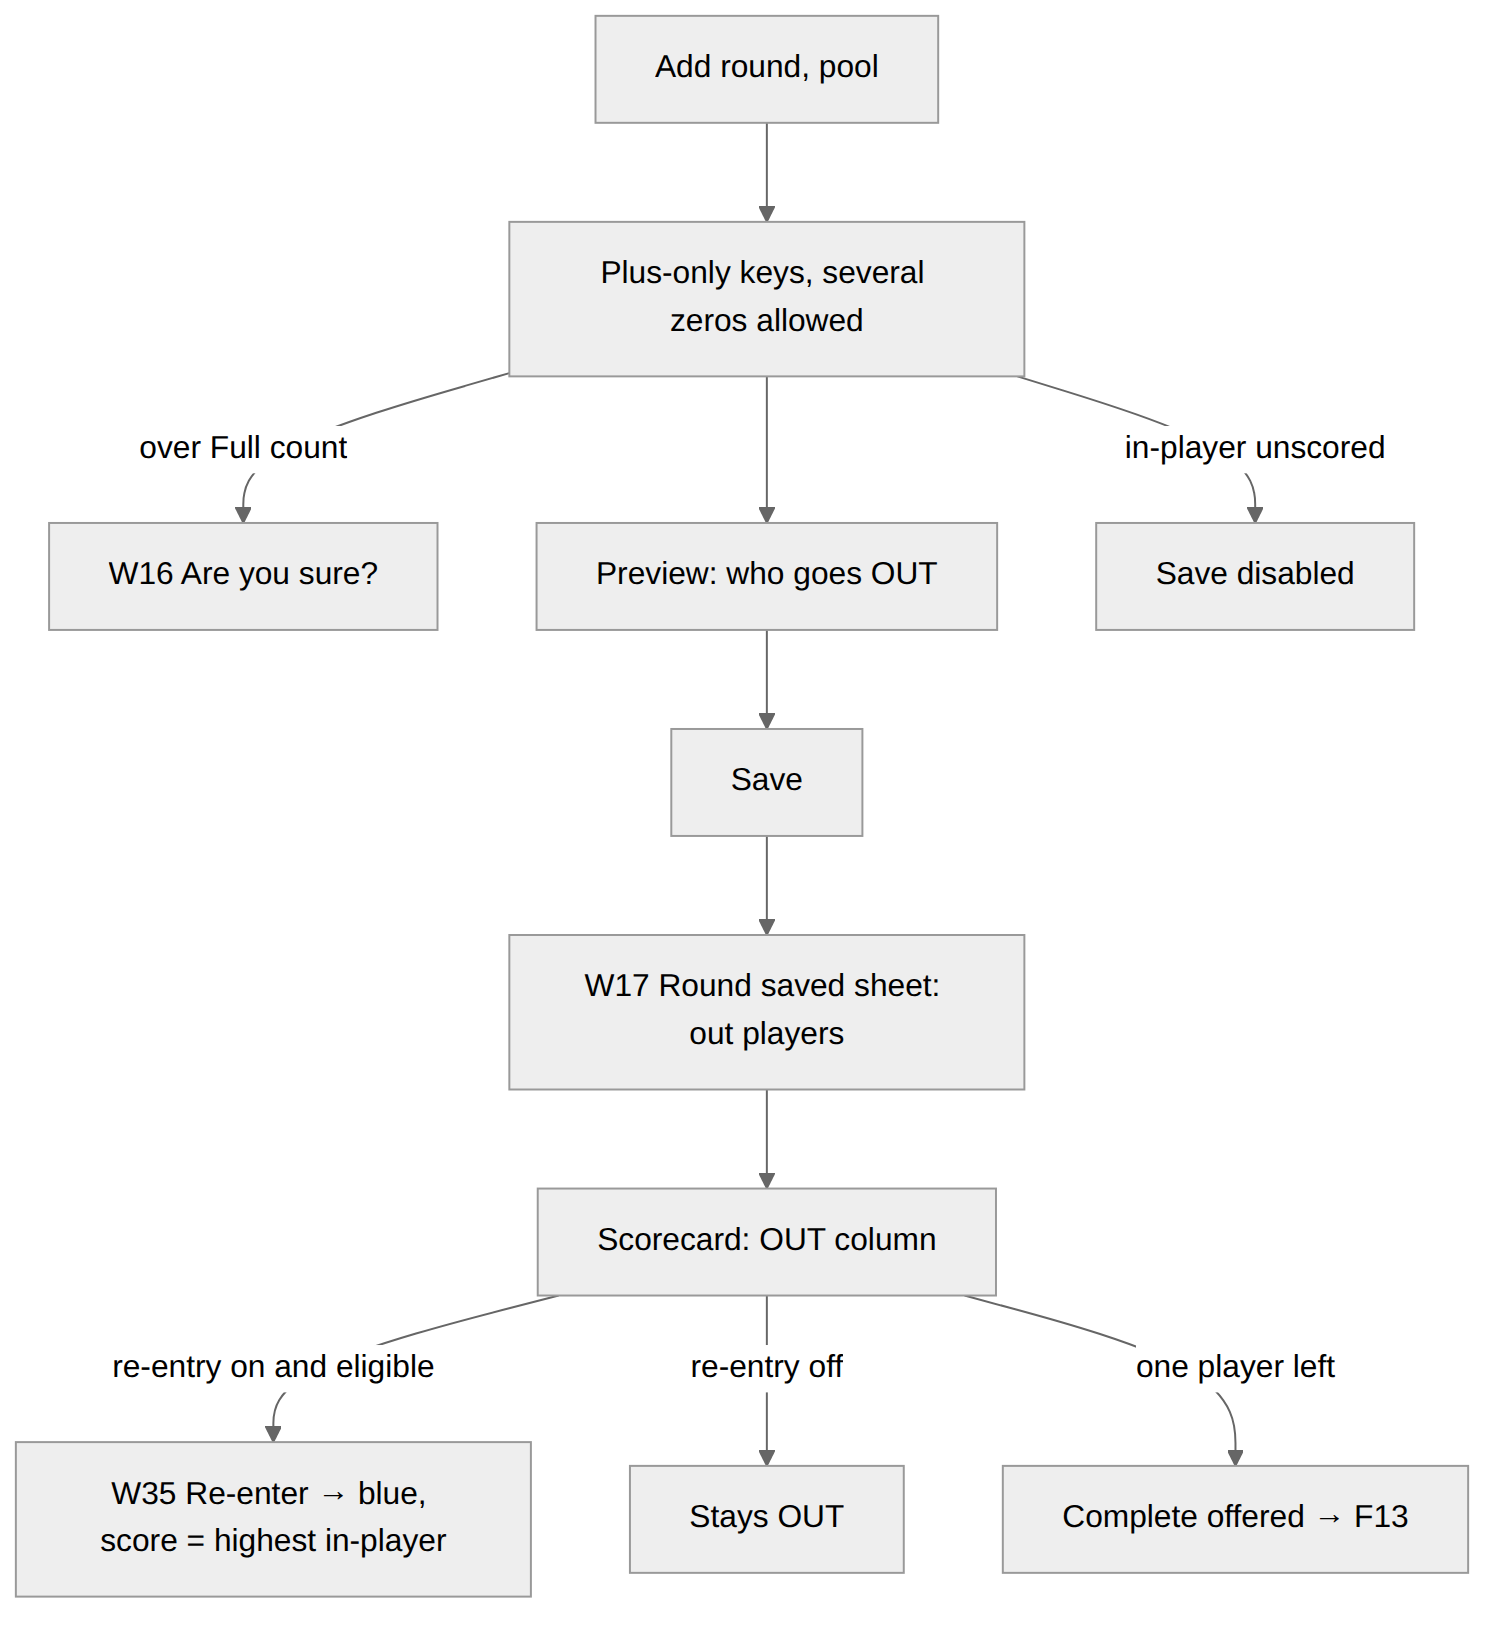 Add round, pool
Plus-only keys, several
zeros allowed
over Full count
in-player unscored
W16 Are you sure?
Preview: who goes OUT
Save disabled
Save
W17 Round saved sheet:
out players
Scorecard: OUT column
re-entry on and eligible
re-entry off
one player left
W35 Re-enter → blue,
score = highest in-player
Stays OUT
Complete offered → F13